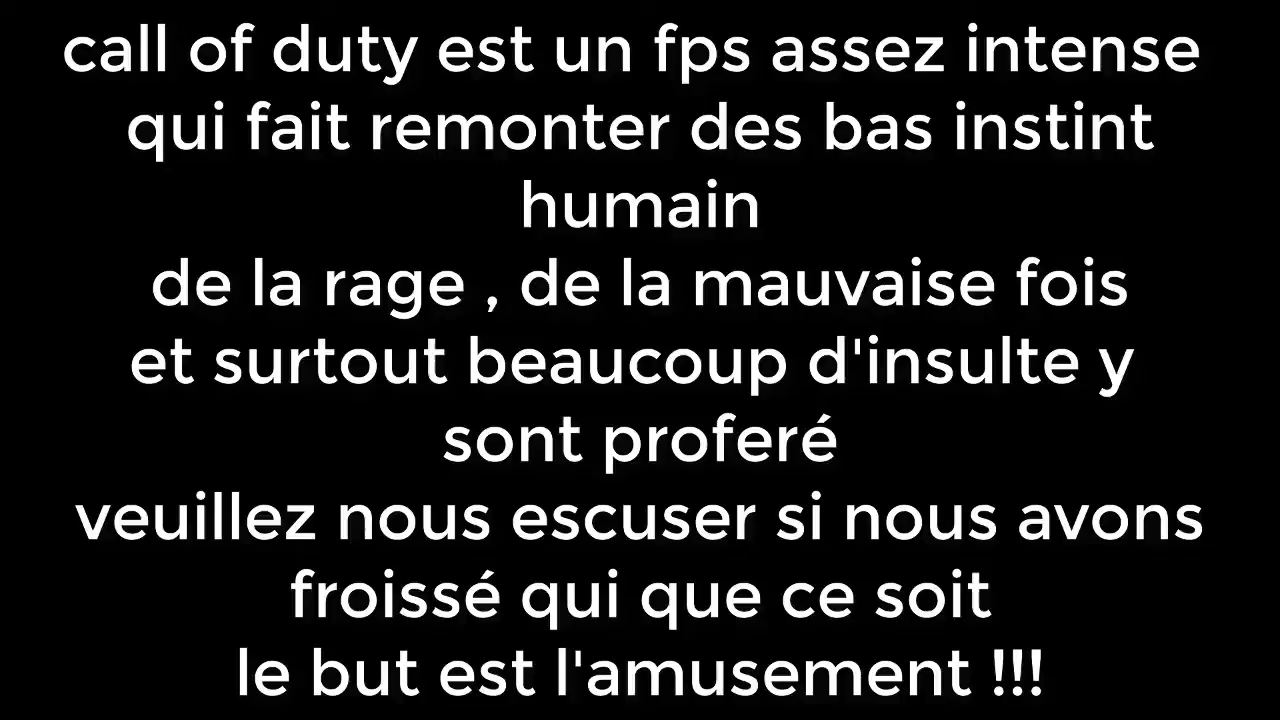 call of duty est un fps assez intense
qui fait remonter des bas instint
humain
de la rage , de la mauvaise fois
et surtout beaucoup d'insulte y
sont proferé
veuillez nous escuser si nous avons
froissé qui que ce soit
le but est l'amusement !!!